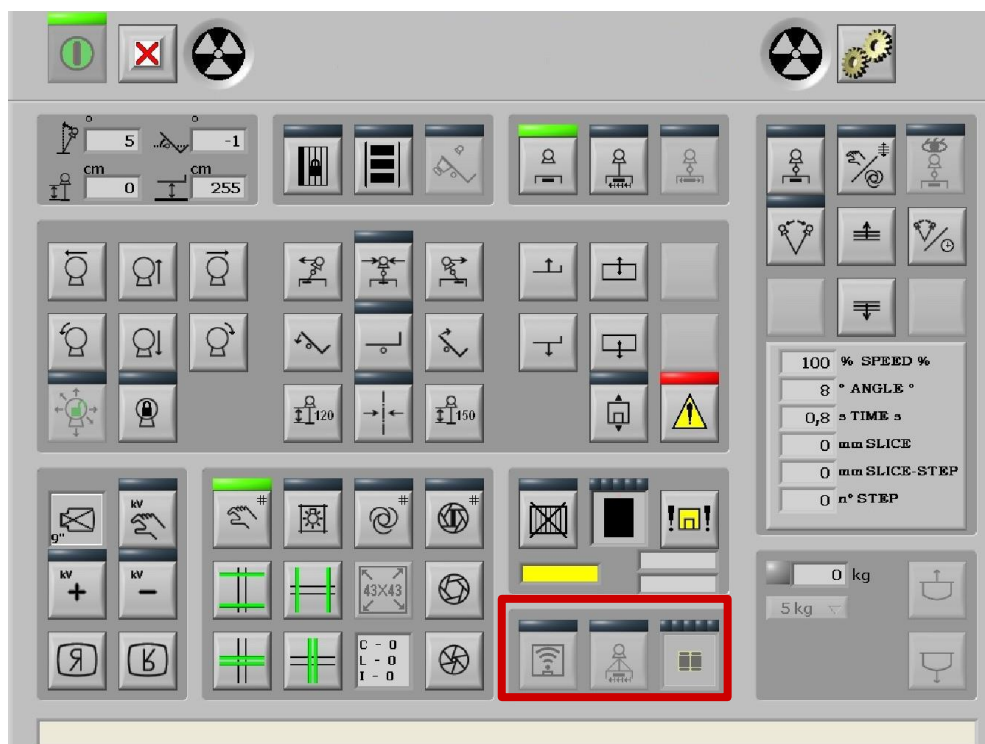 ° °
5 -1
cm cm
0 255
120 150
100 % SPEED %
8 ° ANGLE °
0,8 s TIME s
0 mm SLICE
0 mm SLICE-STEP
0 n° STEP
9"
kV
# # #
! !
kV + kV -
43X43
0 kg
5 kg
C - 0
L - 0
I - 0
R